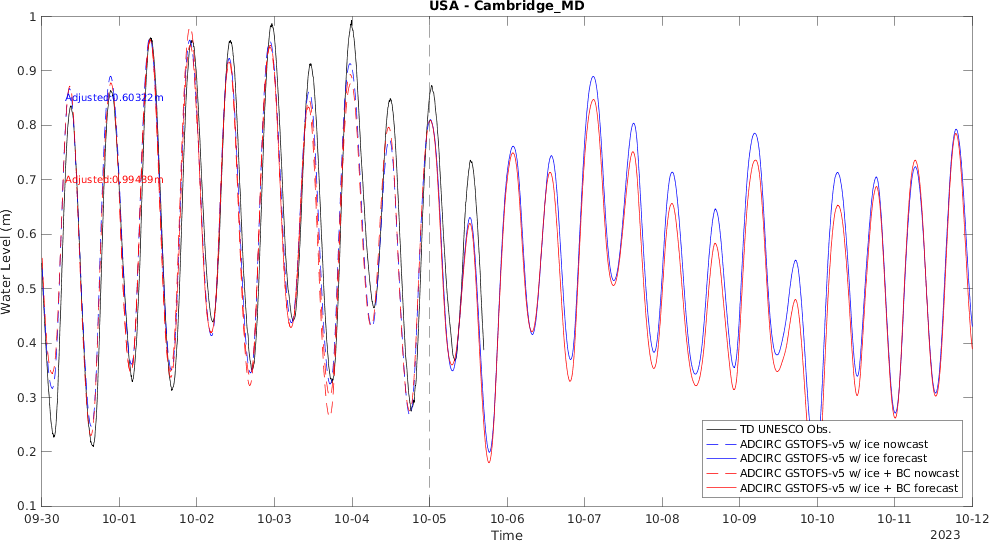 USA - Cambridge_MD
1
0.9
0.8
0.7
0.6
0.5
0.4
0.3
0.2
0.1
Water Level (m)
Adjusted:0.60322m
Adjusted:0.99489m
TD UNESCO Obs.
ADCIRC GSTOFS-v5 w/ ice nowcast
ADCIRC GSTOFS-v5 w/ ice forecast
ADCIRC GSTOFS-v5 w/ ice + BC nowcast
ADCIRC GSTOFS-v5 w/ ice + BC forecast
09-30 10-01 10-02 10-03 10-04 10-05 10-06 10-07 10-08 10-09 10-10 10-11 10-12
Time
2023